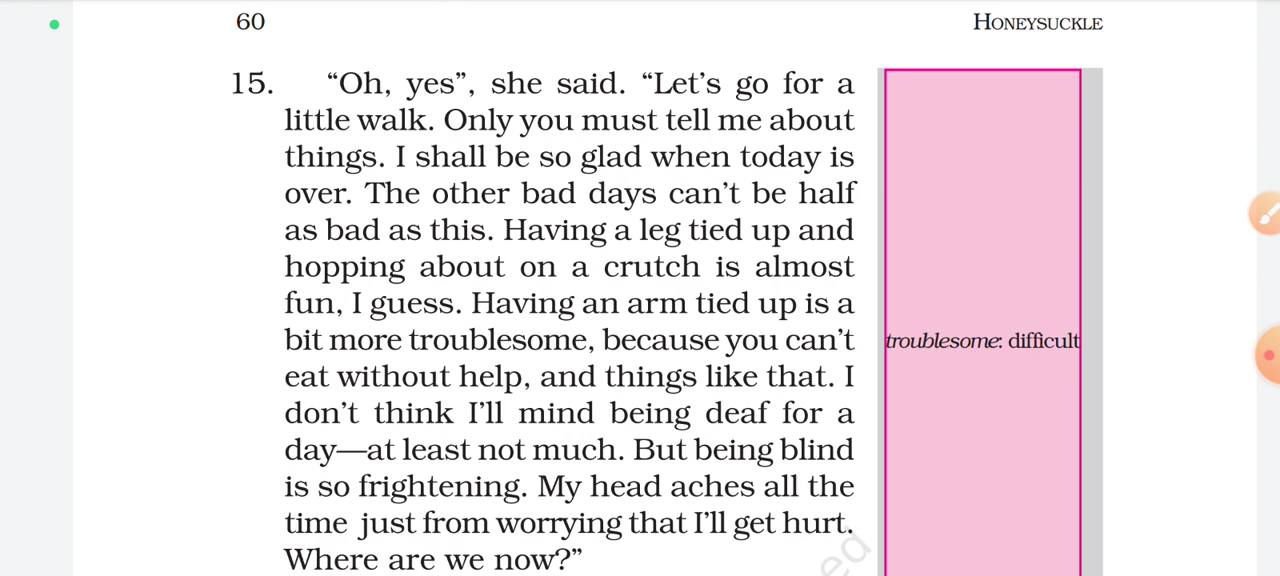 60
HONEYSUCKLE
15. “Oh, yes”, she said. “Let’s go for a
little walk. Only you must tell me about
things. I shall be so glad when today is
over. The other bad days can’t be half
as bad as this. Having a leg tied up and
hopping about on a crutch is almost
fun, I guess. Having an arm tied up is a
bit more troublesome, because you can’t
eat without help, and things like that. I
don’t think I’ll mind being deaf for a
day—at least not much. But being blind
is so frightening. My head aches all the
time just from worrying that I’ll get hurt.
Where are we now?”
troublesome: difficult